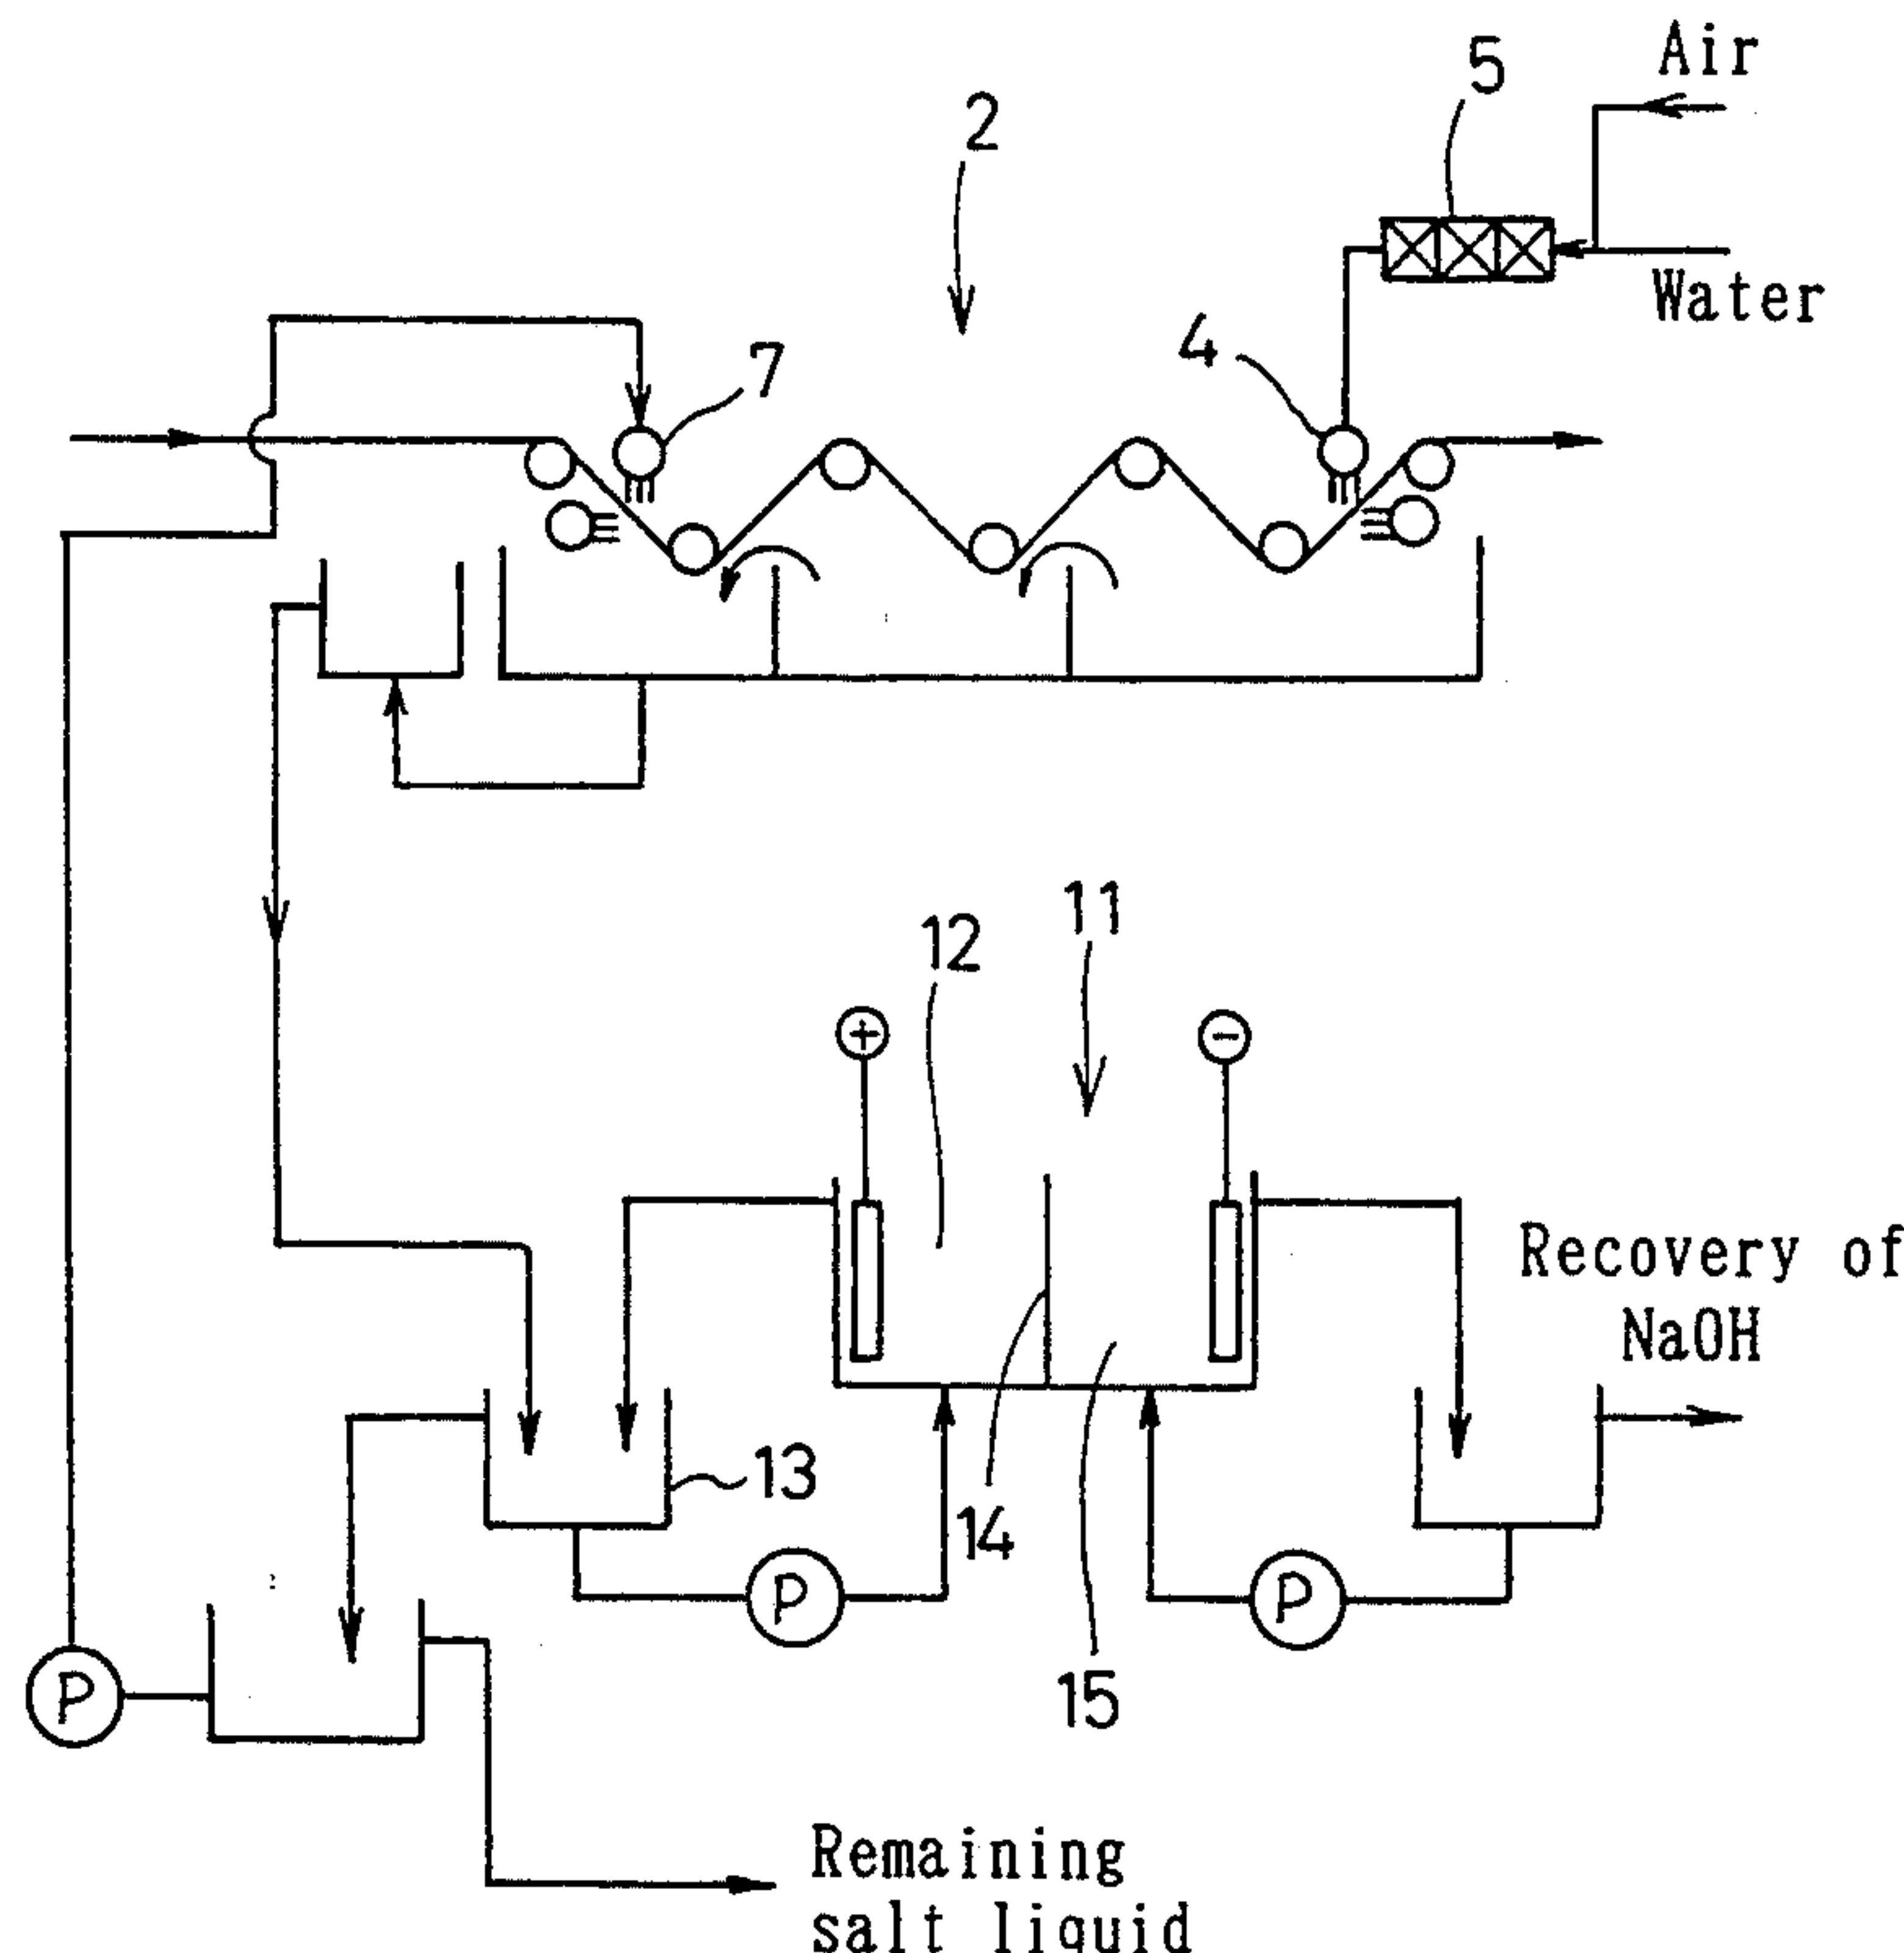 Air
5
2
Water
4
7
11
12
+
-
Recovery of
NaOH
13
14
P
P
15
P
Remaining
salt liquid